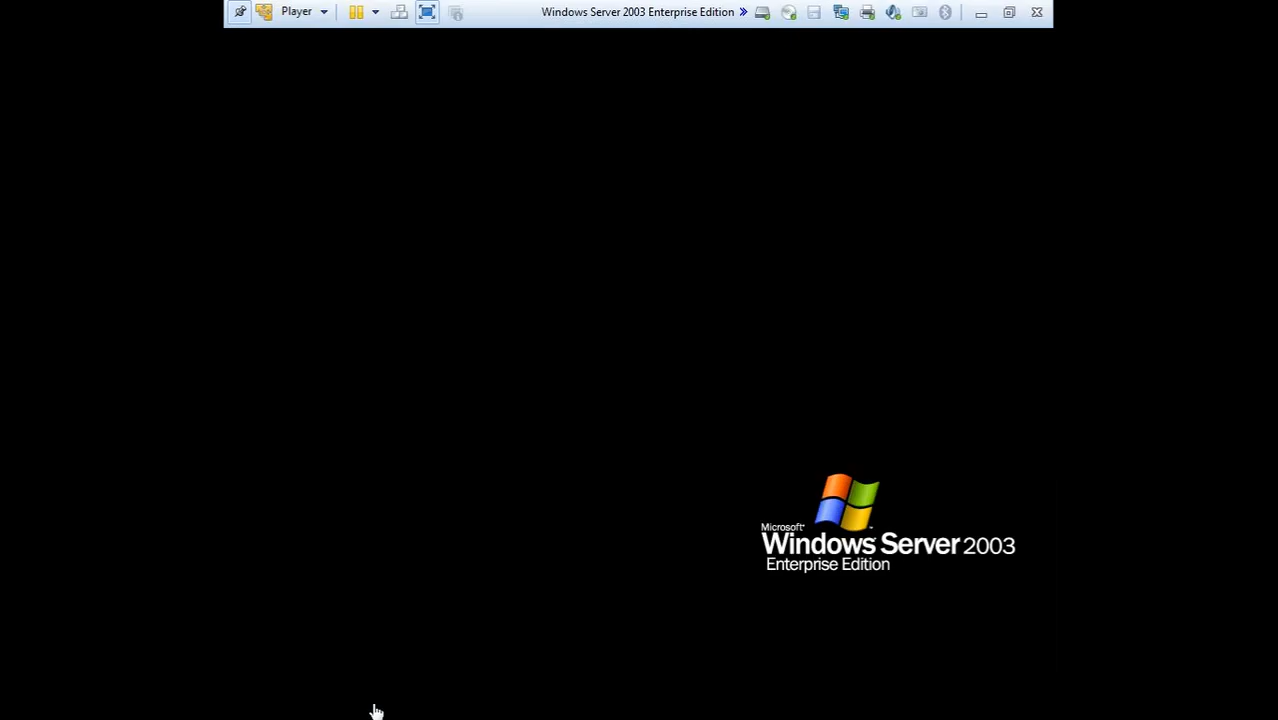 Player
Windows Server 2003 Enterprise Edition
Microsoft
Windows Server 2003
Enterprise Edition